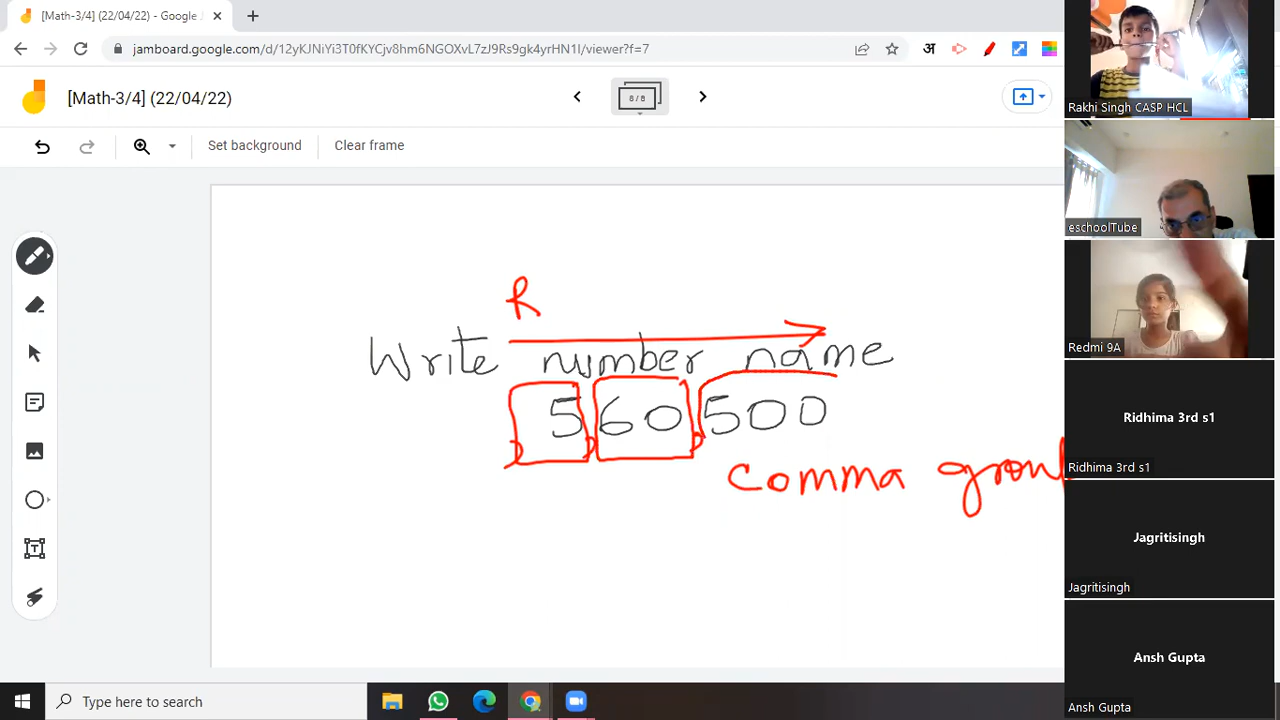 [Math-3/4] (22/04/22) - Google
jamboard.google.com/d/
/viewer?f=7
अ
[Math-3/4] (22/04/22)
8/8
Set background
Clear frame
R
Write number name
5,60,500
comma
Rakhi Singh CASP HCL
eschoolTube
Redmi 9A
Ridhima 3rd s1
Ridhima 3rd s1
Jagritisingh
Jagritisingh
Ansh Gupta
Ansh Gupta
Type here to search